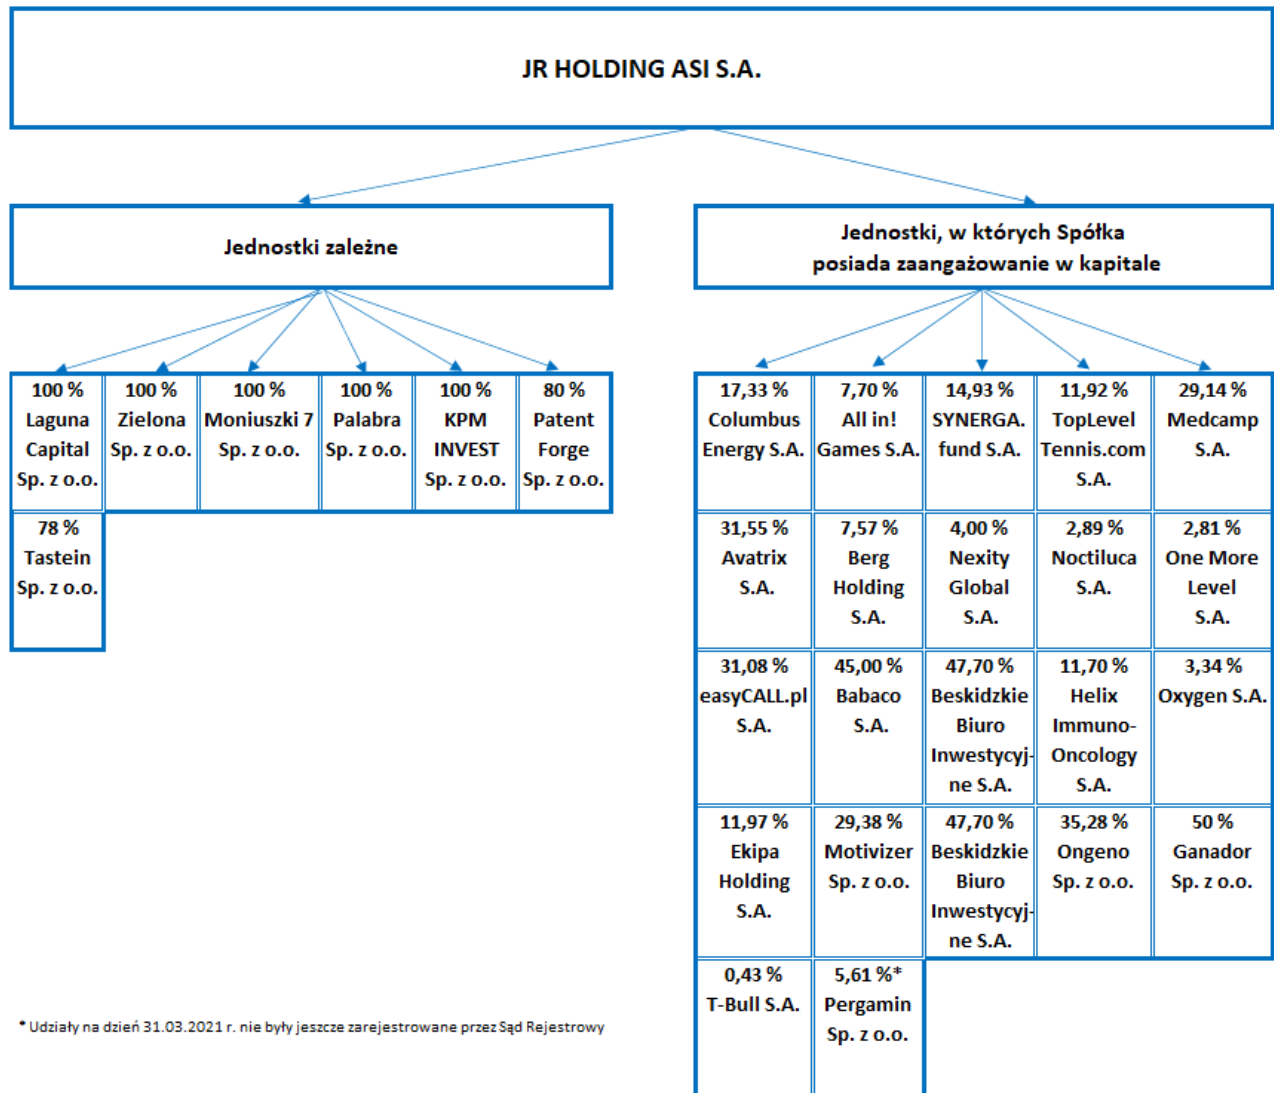 JR HOLDING ASI S.A.
Jednostki zależne
Jednostki, w których Spółka
posiada zaangażowanie w kapitale
100 %
Laguna
Capital
Sp. z o.o.
100 %
Zielona
Sp. z o.o.
100 %
Moniuszki 7
Sp. z o.o.
100 %
Palabra
Sp. z o.o.
100 %
KPM
INVEST
Sp. z o.o.
80 %
Patent
Forge
Sp. z o.o.
78 %
Tastein
Sp. z o.o.
17,33 %
Columbus
Energy S.A.
7,70 %
All in!
Games S.A.
14,93 %
SYNERGA.
fund S.A.
11,92 %
TopLevel
Tennis.com
S.A.
29,14 %
Medcamp
S.A.
31,55 %
Avatrix
S.A.
7,57 %
Berg
Holding
S.A.
4,00 %
Nexity
Global
S.A.
2,89 %
Noctiluca
S.A.
2,81 %
One More
Level
S.A.
31,08 %
easyCALL.pl
S.A.
45,00 %
Babaco
S.A.
47,70 %
Beskidzkie
Biuro
Inwestycyj-
ne S.A.
11,70 %
Helix
Immuno-
Oncology
S.A.
3,34 %
Oxygen S.A.
11,97 %
Ekipa
Holding
S.A.
29,38 %
Motivizer
Sp. z o.o.
47,70 %
Beskidzkie
Biuro
Inwestycyj-
ne S.A.
35,28 %
Ongeno
Sp. z o.o.
50 %
Ganador
Sp. z o.o.
0,43 %
T-Bull S.A.
5,61 %*
Pergamin
Sp. z o.o.
* Udziały na dzień 31.03.2021 r. nie były jeszcze zarejestrowane przez Sąd Rejestrowy